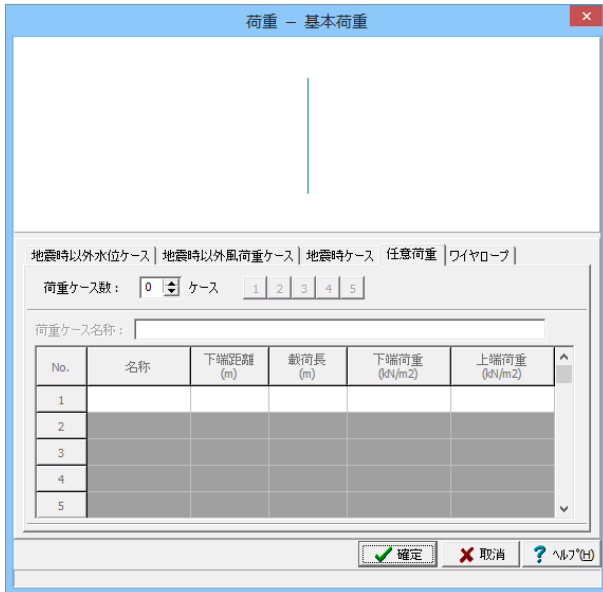 荷重 － 基本荷重
地震時以外水位ケース 地震時以外風荷重ケース 地震時ケース 任意荷重 ワイヤロープ
荷重ケース数： 0 ケース 1 2 3 4 5
荷重ケース名称：
No. 名称 下端距離 (m) 載荷長 (m) 下端荷重 (kN/m2) 上端荷重 (kN/m2)
1
2
3
4
5
確定 取消 ? ﾍﾙﾌﾟ(H)